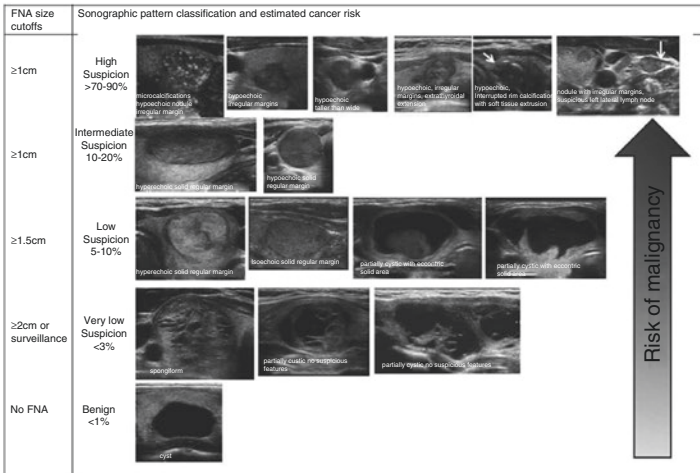 FNA size
cutoffs
Sonographic pattern classification and estimated cancer risk
≥1cm
High
Suspicion
>70-90%
microcalcifications
hypoechoic nodule
irregular margin
hypoechoic
irregular margins
hypoechoic
taller than wide
hypoechoic, irregular
margins, extrathyroidal
extension
hypoechoic,
Interrupted rim calcification
with soft tissue extrusion
nodule with irregular margins,
suspicious left lateral lymph node
≥1cm
Intermediate
Suspicion
10-20%
hyperechoic solid regular margin
hypoechoic solid
regular margin
≥1.5cm
Low
Suspicion
5-10%
hyperechoic solid regular margin
isoechoic solid regular margin
partially cystic with eccentric
solid area
partially cystic with eccentric
solid area
≥2cm or
surveillance
Very low
Suspicion
<3%
spongiform
partially cystic no suspicious
features
partially cystic no suspicious features
No FNA
Benign
<1%
cyst
Risk of malignancy